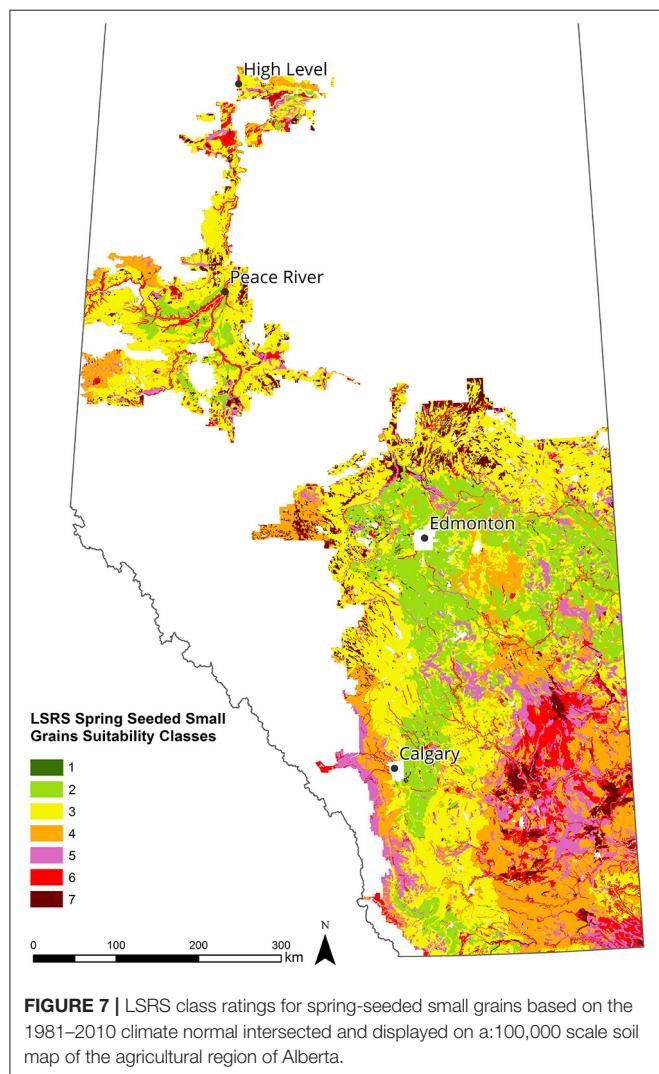 High Level
Peace River
Edmonton
Calgary
LSRS Spring Seeded Small
Grains Suitability Classes
1
2
3
4
5
6
7
N
0 100 200 300
km
FIGURE 7 | LSRS class ratings for spring-seeded small grains based on the
1981–2010 climate normal intersected and displayed on a:100,000 scale soil
map of the agricultural region of Alberta.